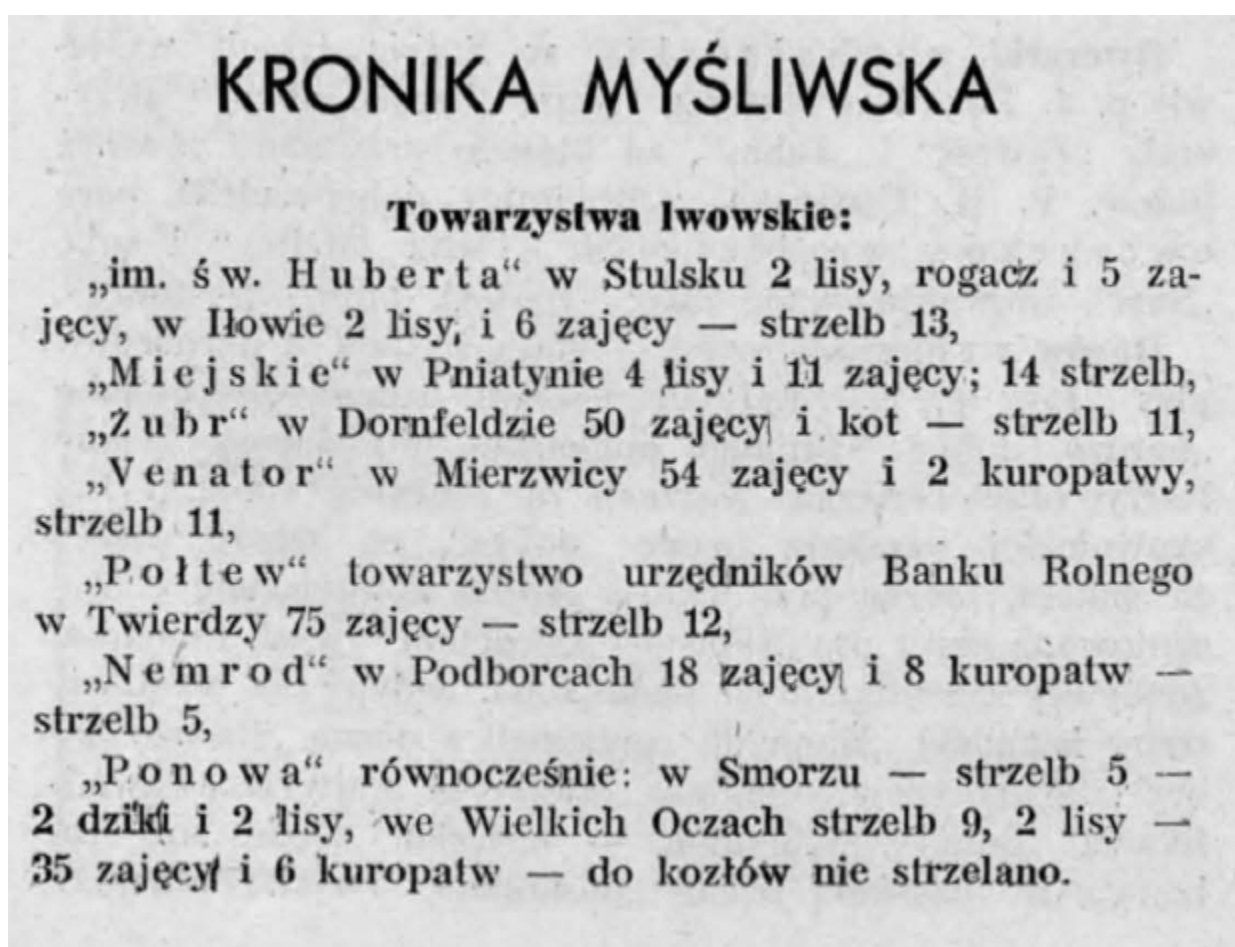 KRONIKA MYŚLIWSKA
Towarzystwa lwowskie:
„im. św. Huberta“ w Stulsku 2 lisy, rogacz i 5 za-
jęcy, w Iłowie 2 lisy, i 6 zajęcy — strzelb 13,
„Miejskie“ w Pniatynie 4 lisy i 11 zajęcy; 14 strzelb,
„Żubr“ w Dornfeldzie 50 zajęcy i kot — strzelb 11,
„Venator“ w Mierzwicy 54 zajęcy i 2 kuropatwy,
strzelb 11,
„Połtew“ towarzystwo urzędników Banku Rolnego
w Twierdzy 75 zajęcy — strzelb 12,
„Nemrod“ w Podborcach 18 zajęcy i 8 kuropatw —
strzelb 5,
„Ponowa“ równocześnie: w Smorzu — strzelb 5 —
2 dziki i 2 lisy, we Wielkich Oczach strzelb 9, 2 lisy —
35 zajęcy i 6 kuropatw — do kozłów nie strzelano.